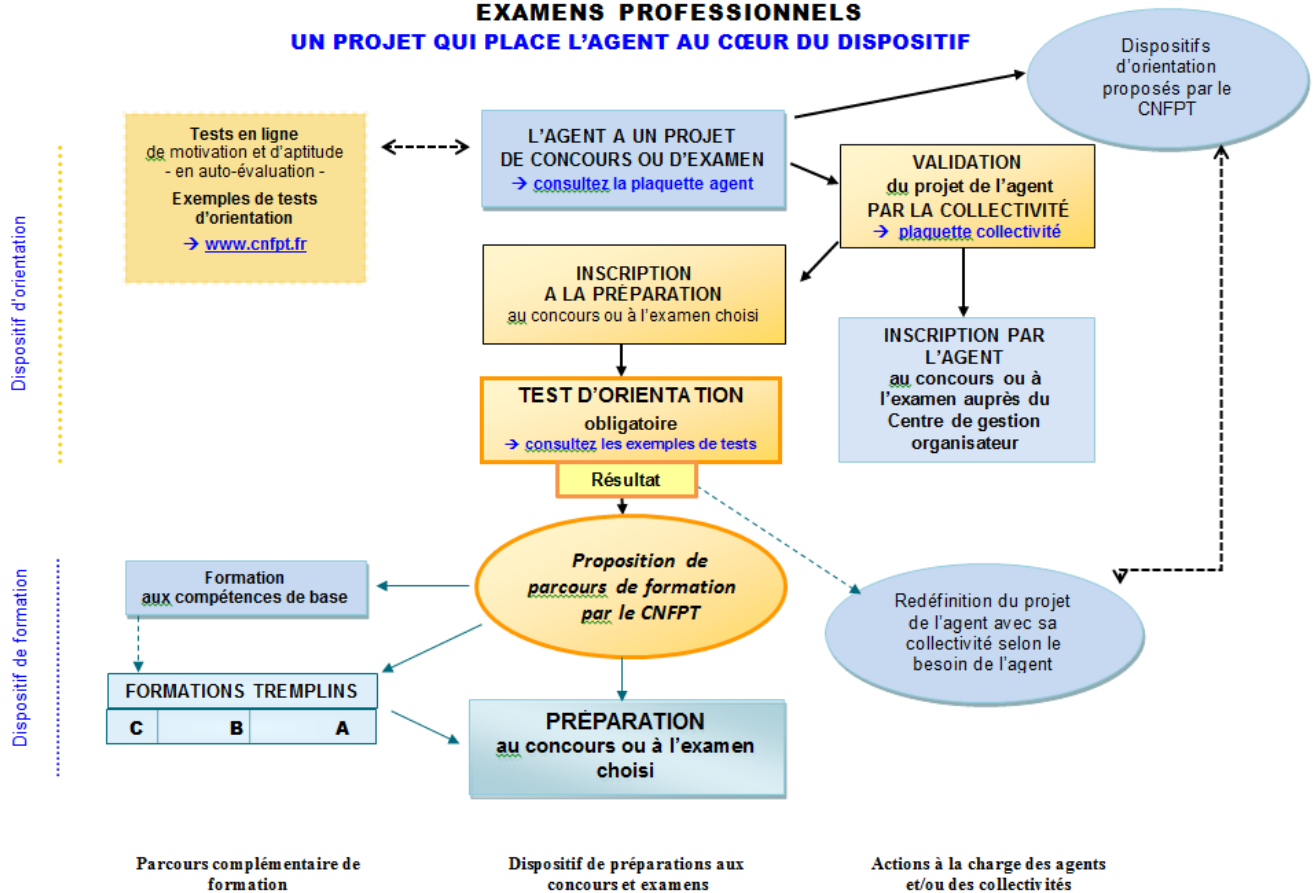 EXAMENS PROFESSIONNELS
UN PROJET QUI PLACE L'AGENT AU CŒUR DU DISPOSITIF
Dispositifs
d'orientation
proposés par le
CNFPT
Tests en ligne
de motivation et d'aptitude
- en auto-évaluation -
Exemples de tests
d'orientation
→ www.cnfpt.fr
L'AGENT A UN PROJET
DE CONCOURS OU D'EXAMEN
→ consultez la plaquette agent
VALIDATION
du projet de l'agent
PAR LA COLLECTIVITÉ
→ plaquette collectivité
Dispositif d'orientation
INSCRIPTION
A LA PRÉPARATION
au concours ou à l'examen choisi
INSCRIPTION PAR
L'AGENT
au concours ou à
l'examen auprès du
Centre de gestion
organisateur
TEST D'ORIENTATION
obligatoire
→ consultez les exemples de tests
Résultat
Proposition de
parcours de formation
par le CNFPT
Formation
aux compétences de base
Redéfinition du projet
de l'agent avec sa
collectivité selon le
besoin de l'agent
Dispositif de formation
FORMATIONS TREMPLINS
C B A
PRÉPARATION
au concours ou à l'examen
choisi
Parcours complémentaire de
formation
Dispositif de préparations aux
concours et examens
Actions à la charge des agents
et/ou des collectivités